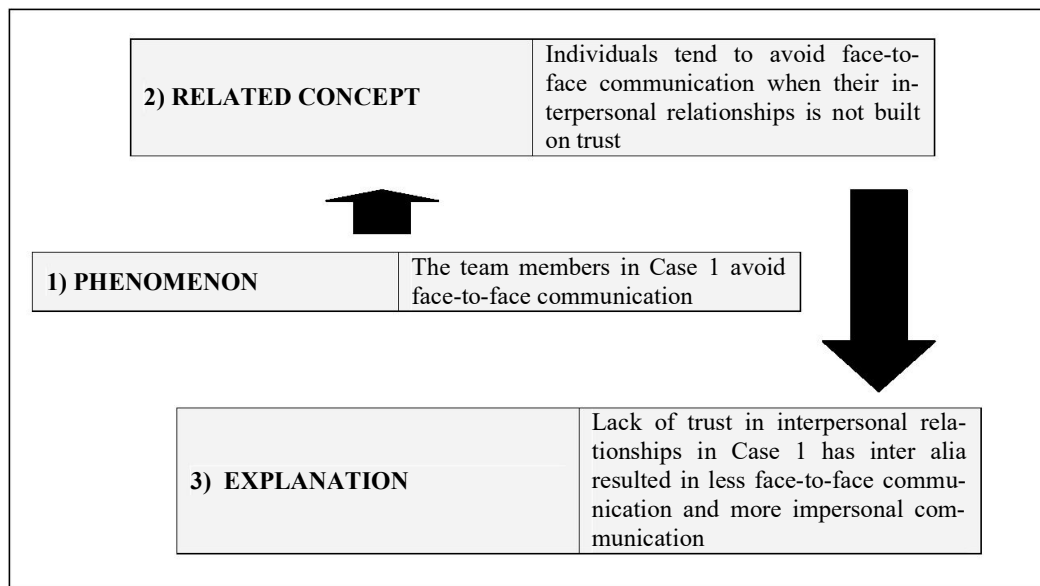 2) RELATED CONCEPT
Individuals tend to avoid face-to-
face communication when their in-
terpersonal relationships is not built
on trust
1) PHENOMENON
The team members in Case 1 avoid
face-to-face communication
3) EXPLANATION
Lack of trust in interpersonal rela-
tionships in Case 1 has inter alia
resulted in less face-to-face commu-
nication and more impersonal com-
munication